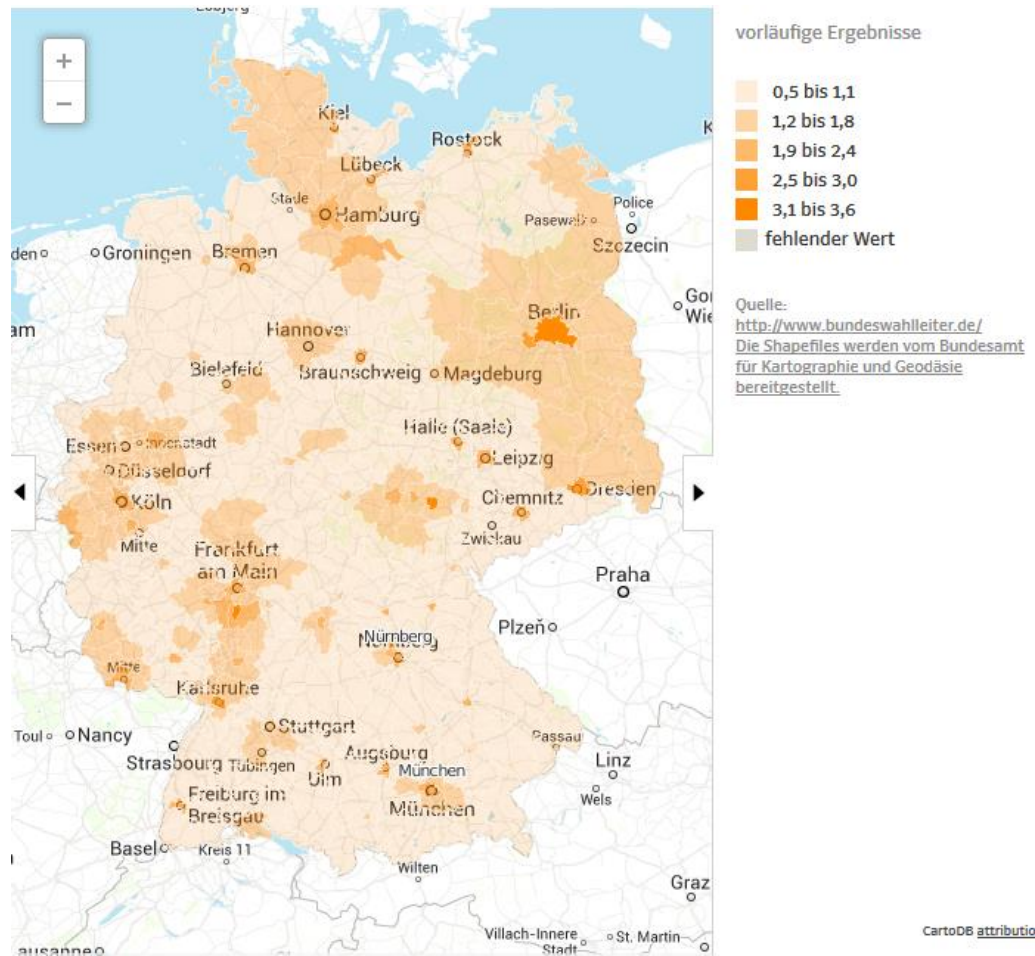 +
−
Kiel
Rostock
Lübeck
Stade
Hamburg
Police
Pasewalk
Szczecin
Groningen
Bremen
Berlin
Hannover
Bielefeld
Braunschweig
Magdeburg
Halle (Saale)
Essen
Innenstadt
Düsseldorf
Leipzig
Köln
Chemnitz
Dresden
Mitte
Zwickau
Frankfurt
am Main
Praha
Plzeň
Nürnberg
Nürnberg
Mitte
Karlsruhe
Toul
Nancy
Stuttgart
Passau
Strasbourg
Tübingen
Augsburg
Ulm
München
Linz
Wels
Freiburg im
Breisgau
München
Basel
Kreis 11
Wilten
Graz
Villach-Innere
Stadt
St. Martin
vorläufige Ergebnisse
0,5 bis 1,1
1,2 bis 1,8
1,9 bis 2,4
2,5 bis 3,0
3,1 bis 3,6
fehlender Wert
Quelle:
http://www.bundeswahlleiter.de/
Die Shapefiles werden vom Bundesamt
für Kartographie und Geodäsie
bereitgestellt.
CartoDB attributio